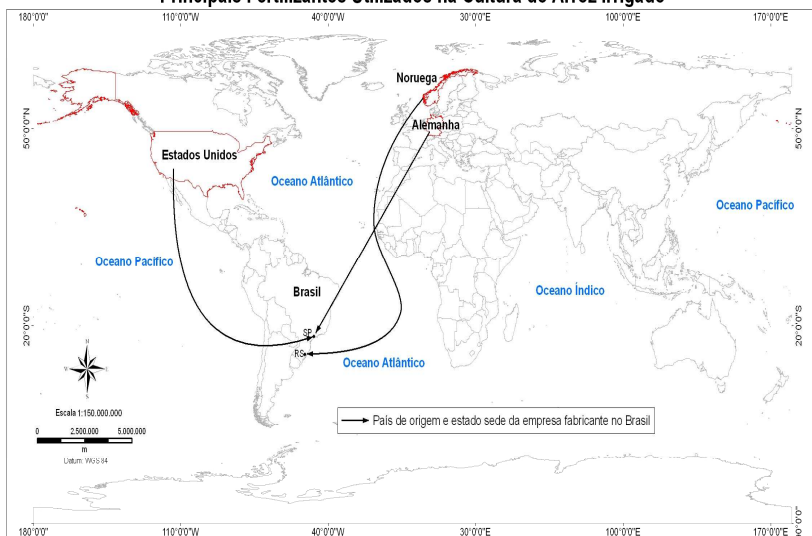 Principais Fertilizantes Utilizados na Cultura do Arroz Irrigado
180°0'0" 110°0'0"W 40°0'0"W 30°0'0"E 100°0'0"E 170°0'0"E
Noruega
50°0'0"N 50°0'0"N
Alemanha
Estados Unidos
Oceano Atlântico
Oceano Pacífico
Oceano Pacífico
Brasil
Oceano Índico
20°0'0"S 20°0'0"S
SP
RS
Oceano Atlântico
N
W E
S
Escala 1:150.000.000
0 2.500.000 5.000.000
m
Datum: WGS 84
País de origem e estado sede da empresa fabricante no Brasil
180°0'0" 110°0'0"W 40°0'0"W 30°0'0"E 100°0'0"E 170°0'0"E